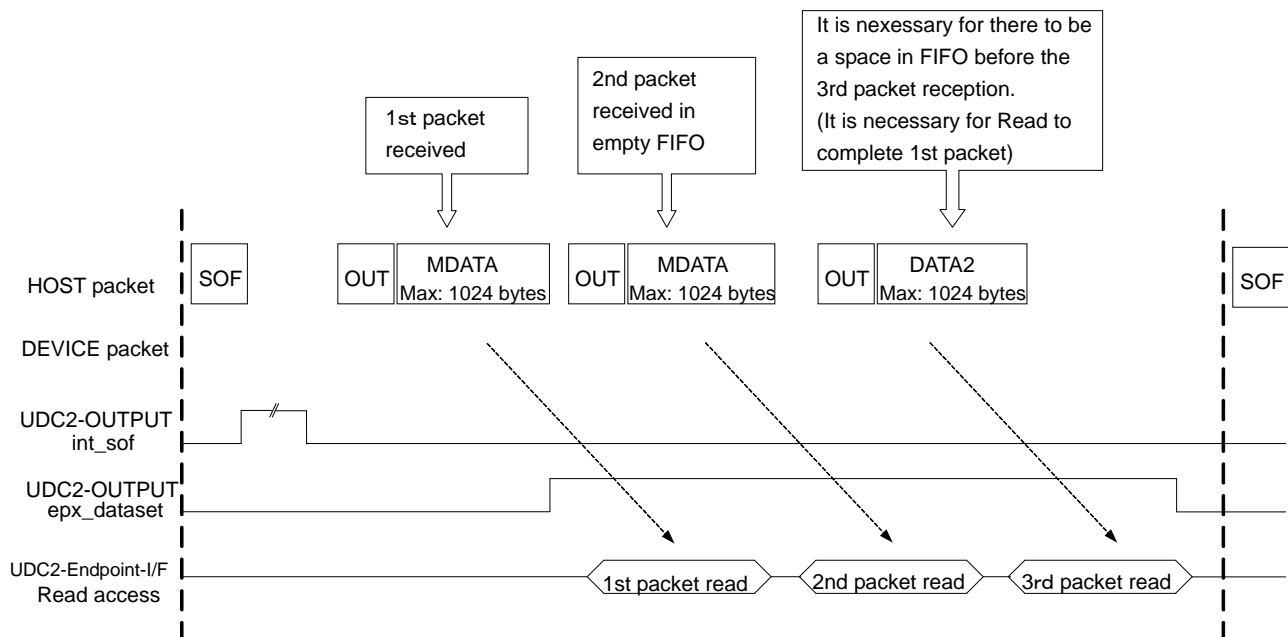 It is nexessary for there to be
a space in FIFO before the
3rd packet reception.
(It is necessary for Read to
complete 1st packet)
2nd packet
received in
empty FIFO
1st packet
received
HOST packet
SOF
OUT
MDATA
Max: 1024 bytes
OUT
MDATA
Max: 1024 bytes
OUT
DATA2
Max: 1024 bytes
SOF
DEVICE packet
UDC2-OUTPUT
int_sof
UDC2-OUTPUT
epx_dataset
UDC2-Endpoint-I/F
Read access
1st packet read
2nd packet read
3rd packet read